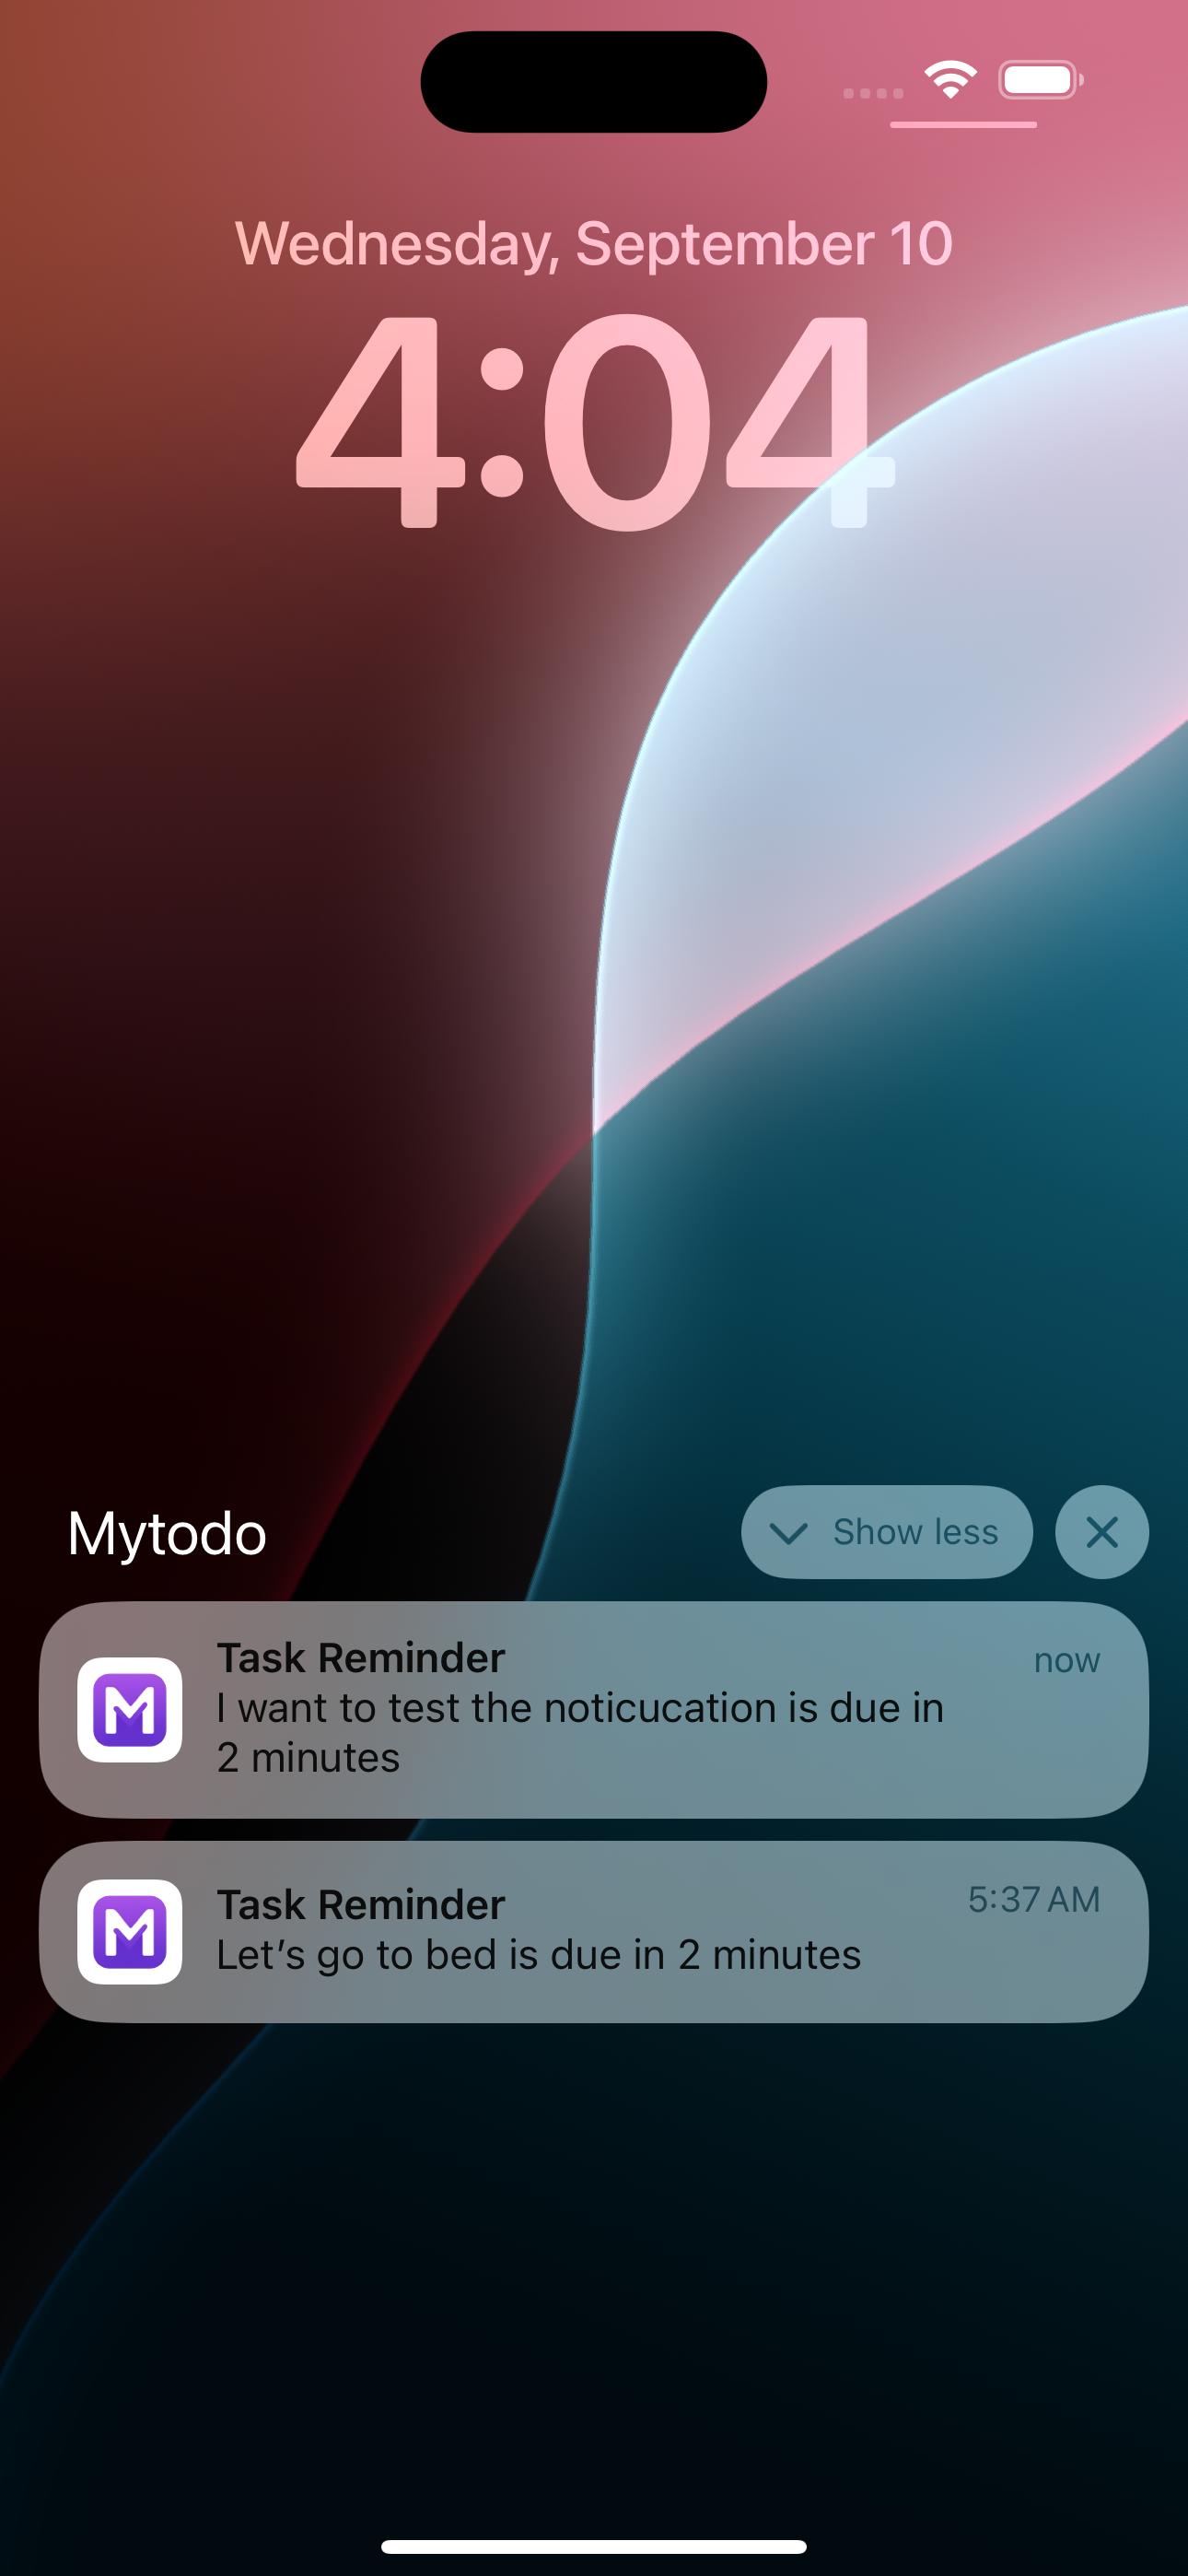 Wednesday, September 10
4:04
Mytodo
Show less
Task Reminder
now
I want to test the noticucation is due in
2 minutes
Task Reminder
5:37 AM
Let’s go to bed is due in 2 minutes